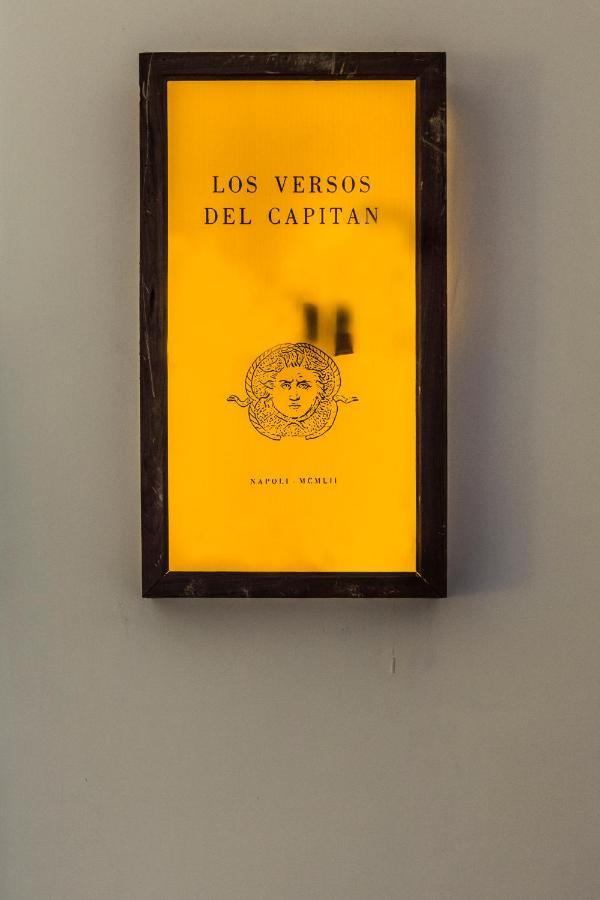 LOS VERSOS
DEL CAPITAN
NAPOLI · MCMLII